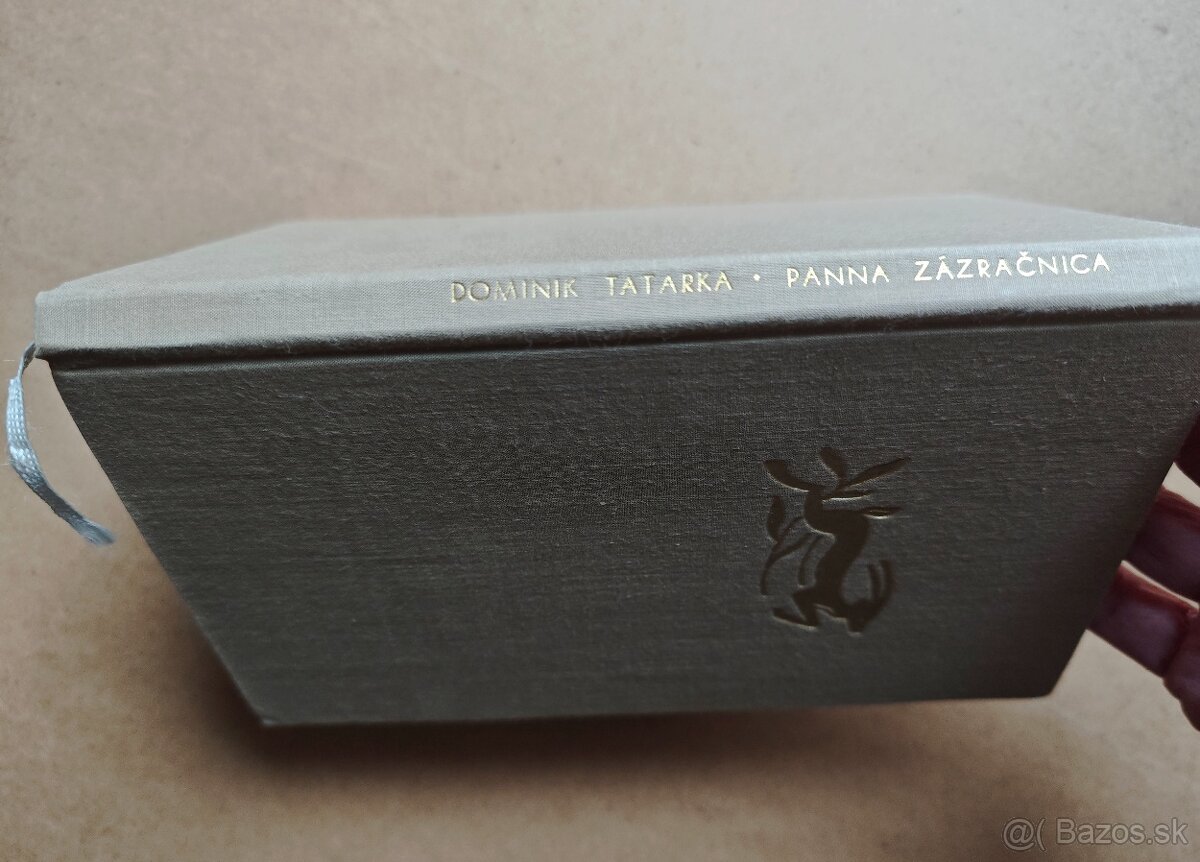 DOMINIK TATARKA · PANNA ZÁZRAČNICA
@( Bazos.sk